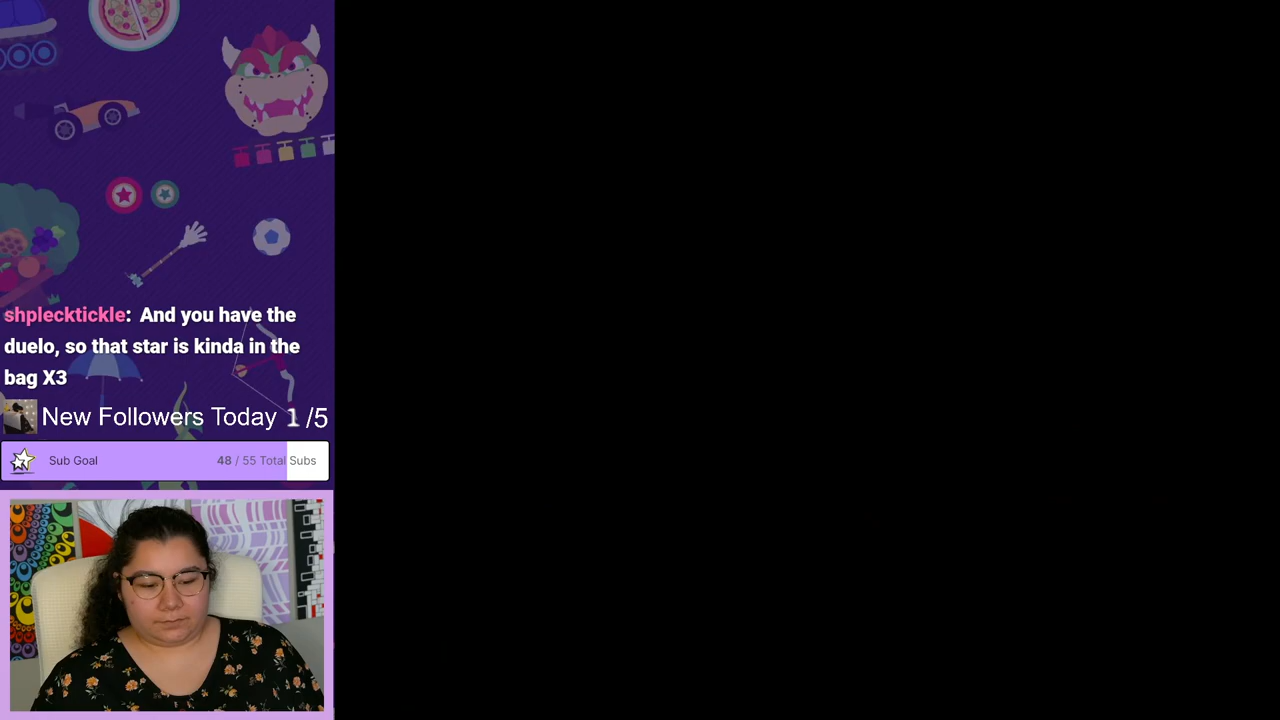 shplecktickle: And you have the
duelo, so that star is kinda in the
bag X3
New Followers Today 1 /5
Sub Goal 48 / 55 Total Subs